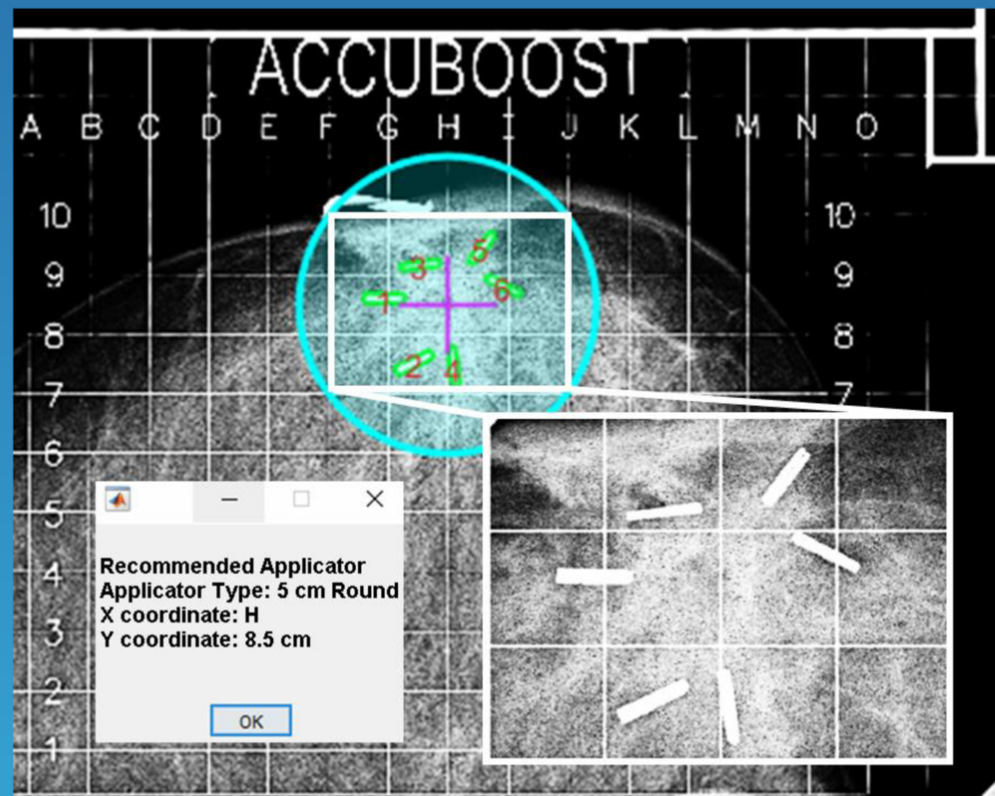 ACCUBOOST
A B C D E F G H I J K L M N O
10 10
9 9
8 8
7 7
6
5
4
3
2
1
5
3
6
1
2 4
Recommended Applicator
Applicator Type: 5 cm Round
X coordinate: H
Y coordinate: 8.5 cm
OK